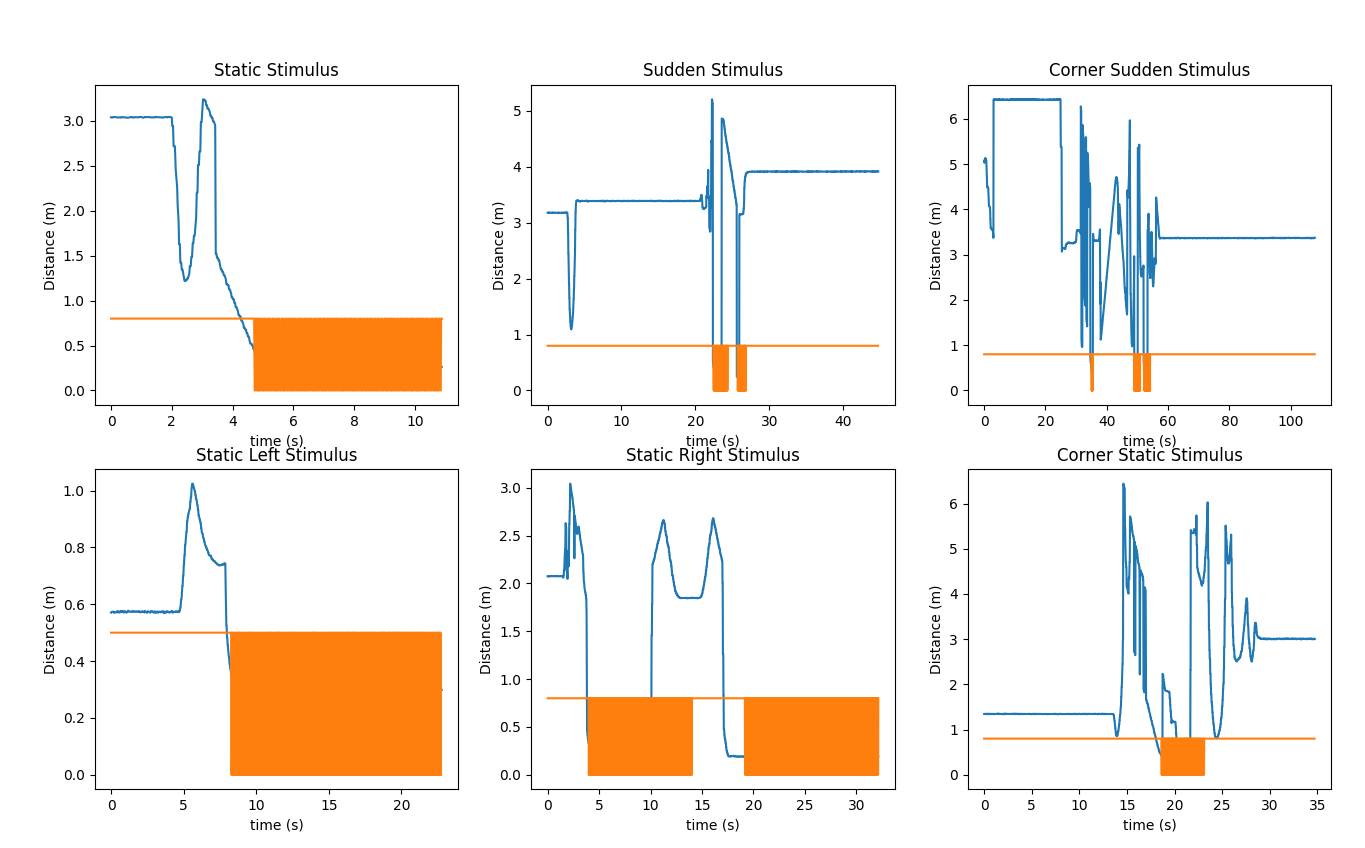 Static Stimulus
Sudden Stimulus
Corner Sudden Stimulus
Distance (m)
3.0
2.5
2.0
1.5
1.0
0.5
0.0
0 2 4 6 8 10
time (s)
Distance (m)
5
4
3
2
1
0
0 10 20 30 40
time (s)
Distance (m)
6
5
4
3
2
1
0
0 20 40 60 80 100
time (s)
Static Left Stimulus
Static Right Stimulus
Corner Static Stimulus
Distance (m)
1.0
0.8
0.6
0.4
0.2
0.0
0 5 10 15 20
time (s)
Distance (m)
3.0
2.5
2.0
1.5
1.0
0.5
0.0
0 5 10 15 20 25 30
time (s)
Distance (m)
6
5
4
3
2
1
0
0 5 10 15 20 25 30 35
time (s)